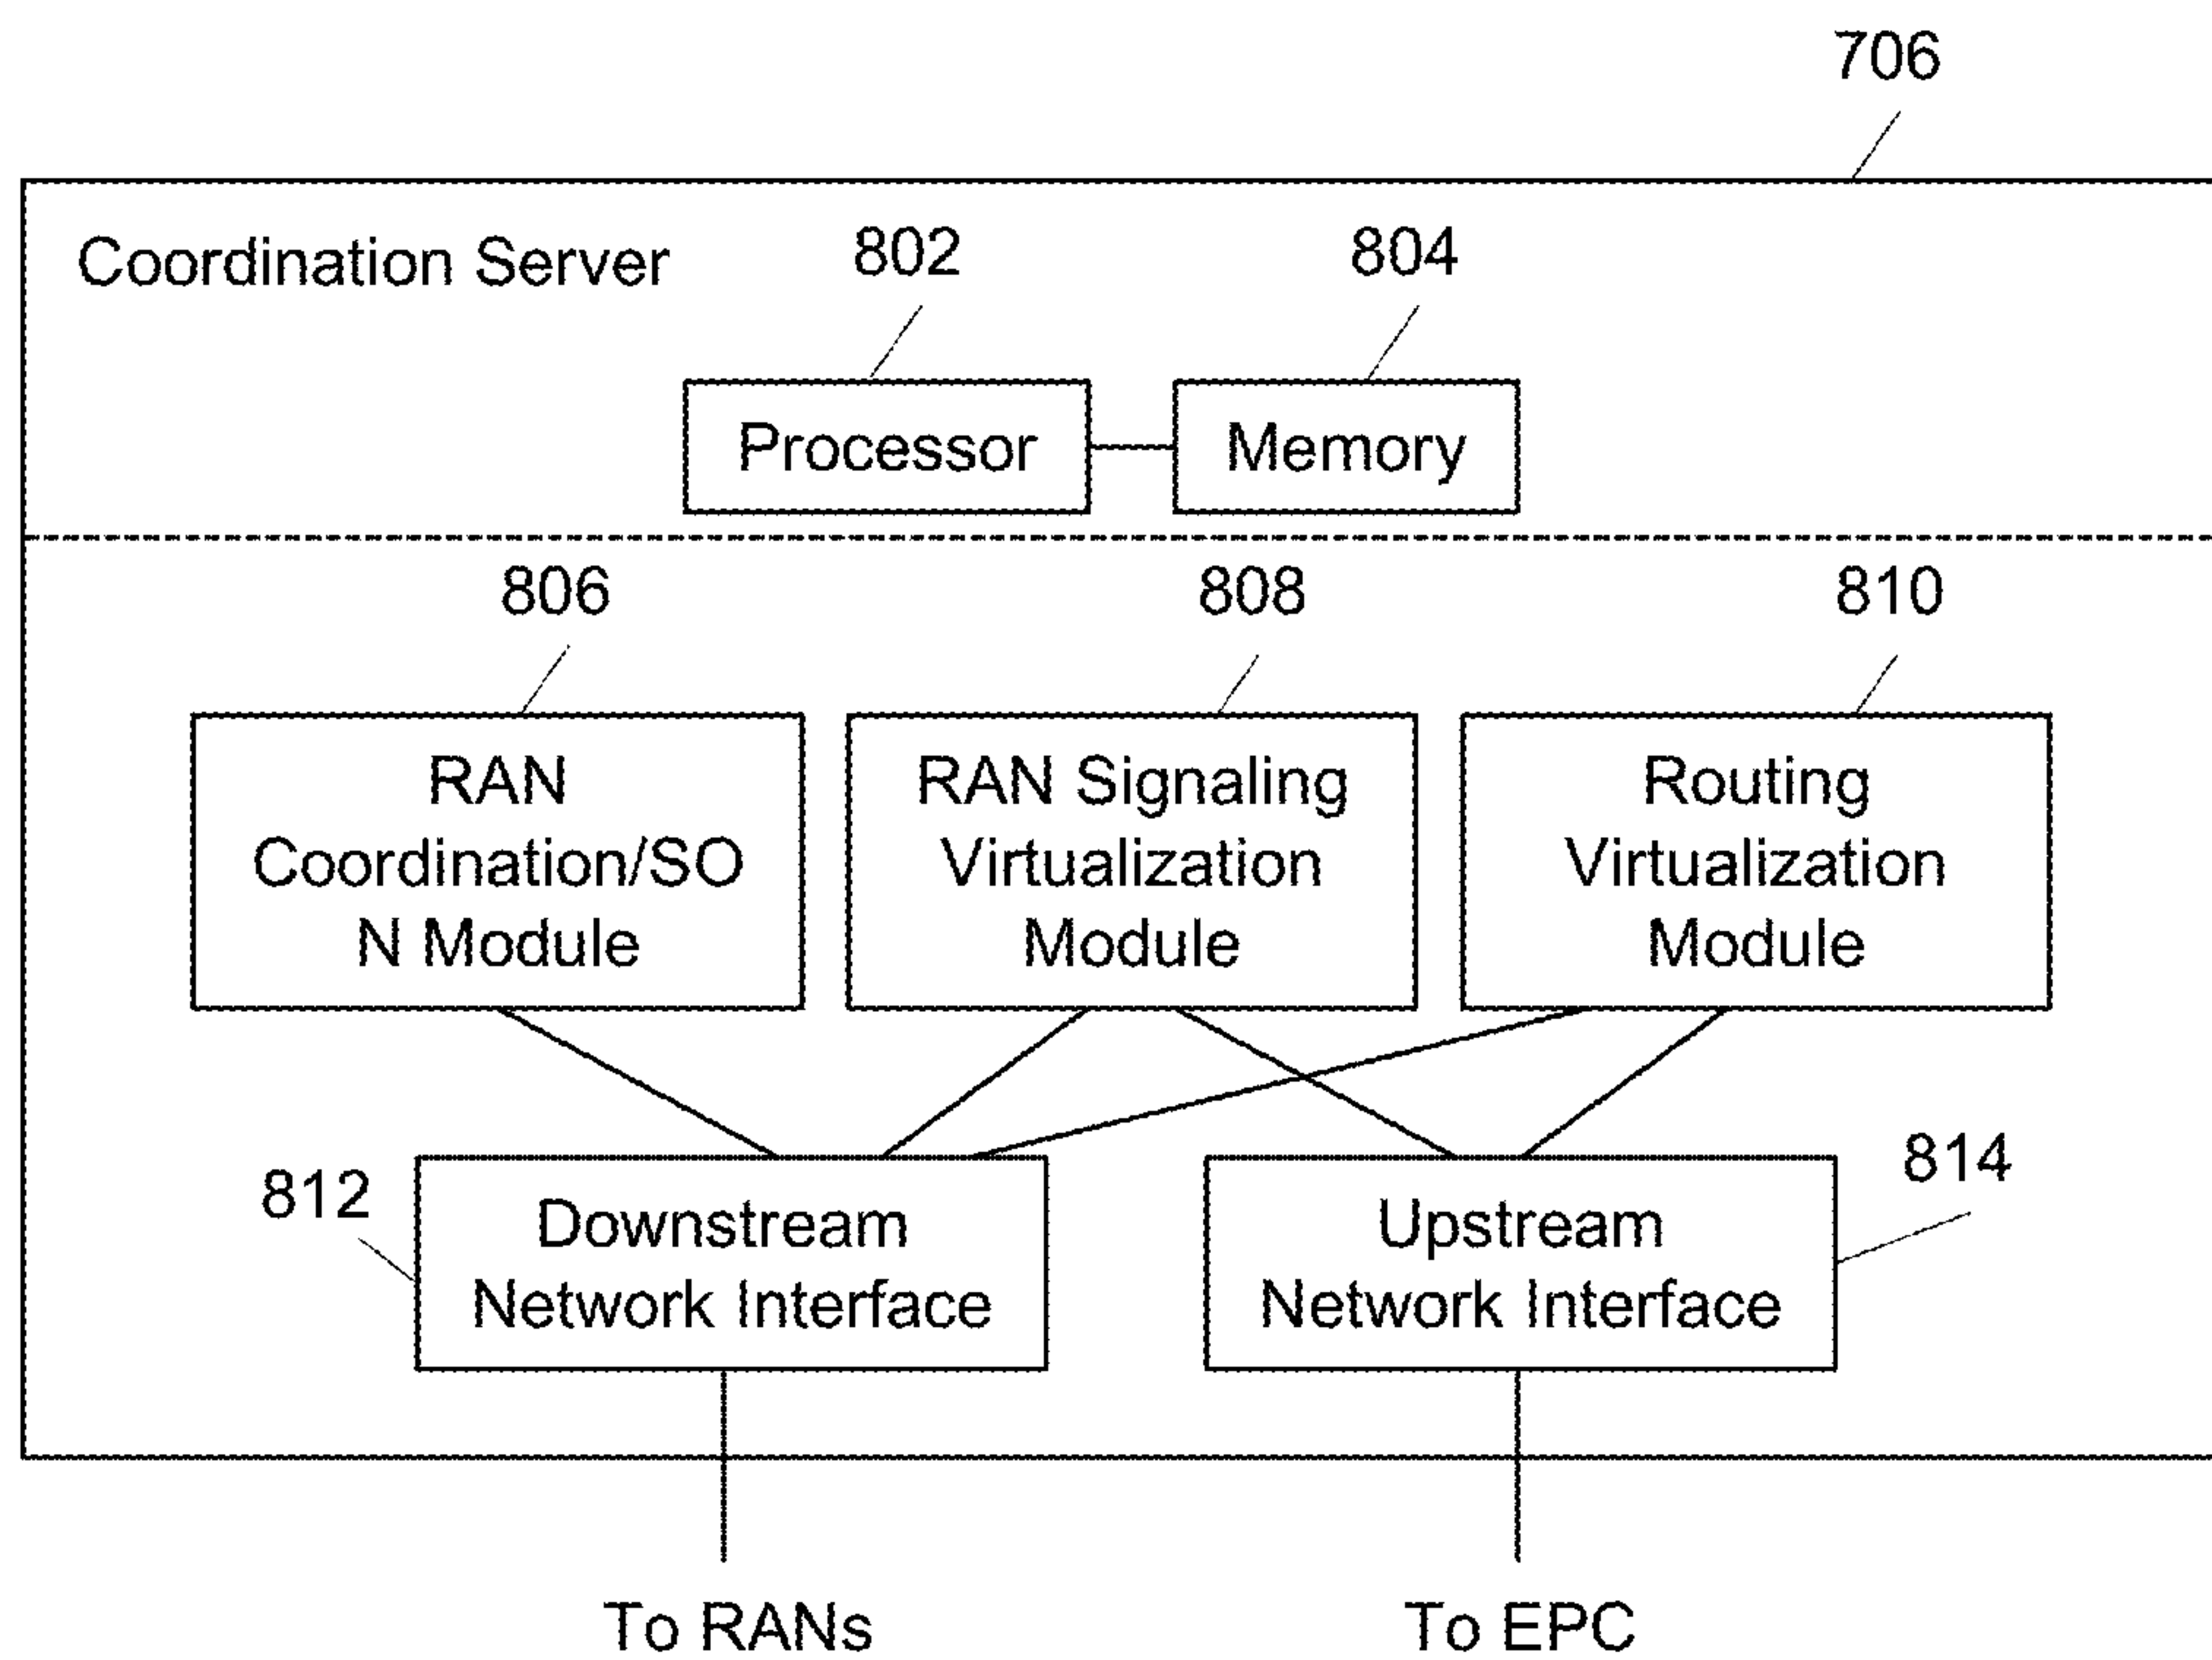 706
Coordination Server
802
804
Processor
Memory
806
808
810
RAN
Coordination/SO
N Module
RAN Signaling
Virtualization
Module
Routing
Virtualization
Module
812
Downstream
Network Interface
Upstream
Network Interface
814
To RANs
To EPC